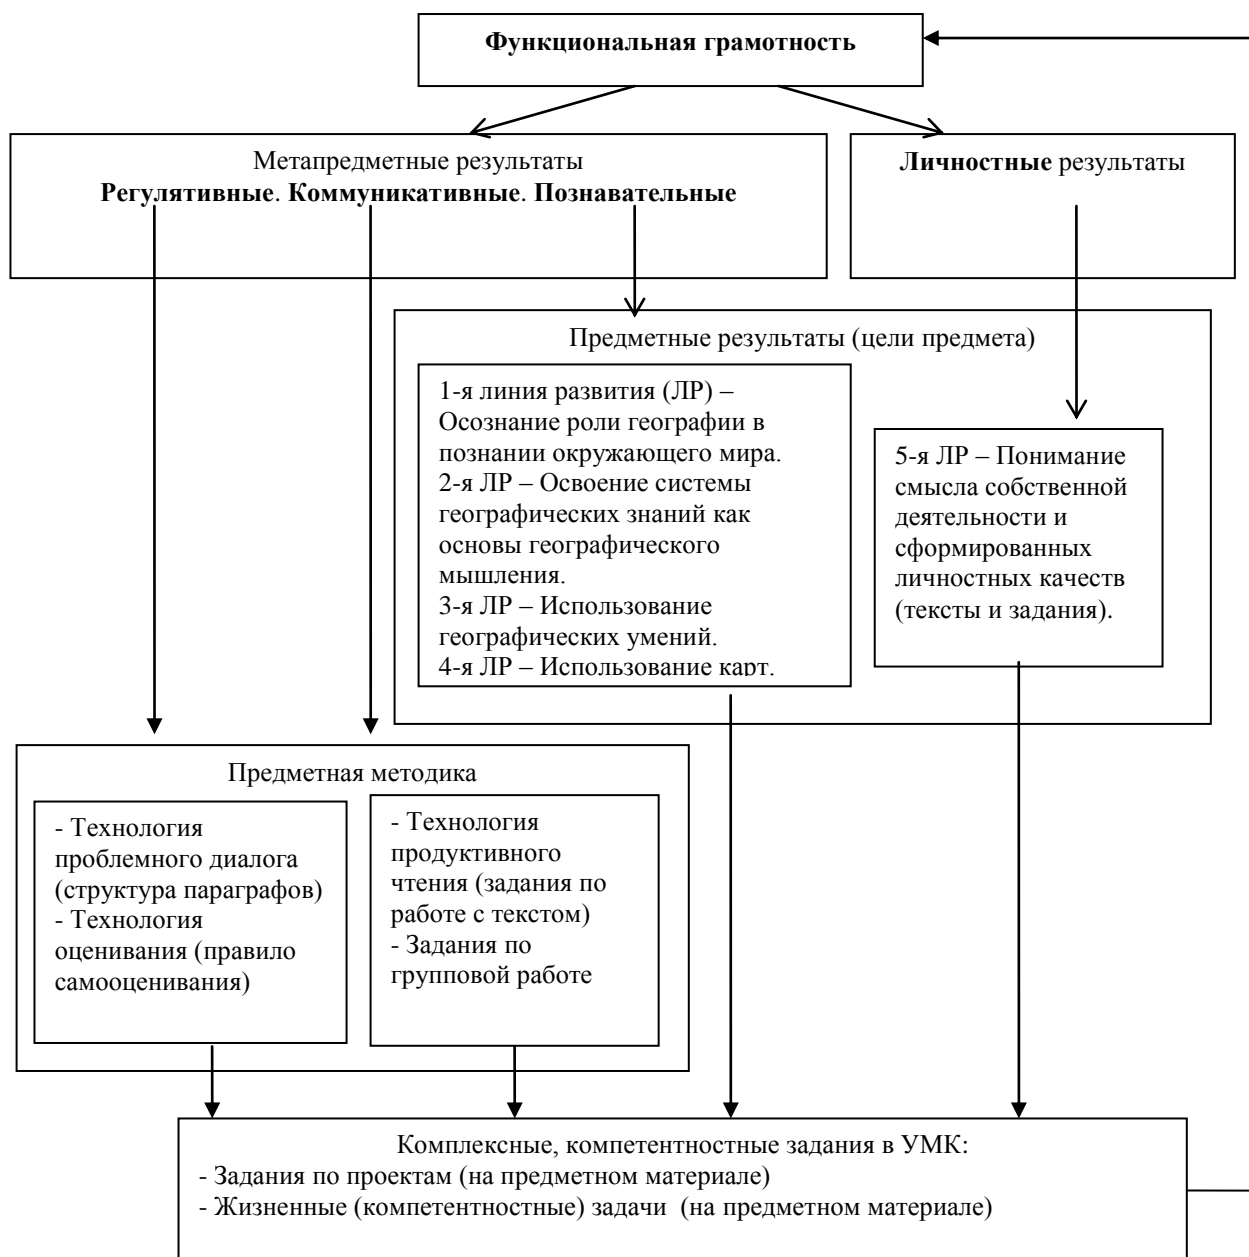 Функциональная грамотность
Метапредметные результаты
Регулятивные. Коммуникативные. Познавательные
Личностные результаты
Предметные результаты (цели предмета)
1-я линия развития (ЛР) –
Осознание роли географии в
познании окружающего мира.
2-я ЛР – Освоение системы
географических знаний как
основы географического
мышления.
3-я ЛР – Использование
географических умений.
4-я ЛР – Использование карт.
5-я ЛР – Понимание
смысла собственной
деятельности и
сформированных
личностных качеств
(тексты и задания).
Предметная методика
- Технология
проблемного диалога
(структура параграфов)
- Технология
оценивания (правило
самооценивания)
- Технология
продуктивного
чтения (задания по
работе с текстом)
- Задания по
групповой работе
Комплексные, компетентностные задания в УМК:
- Задания по проектам (на предметном материале)
- Жизненные (компетентностные) задачи  (на предметном материале)